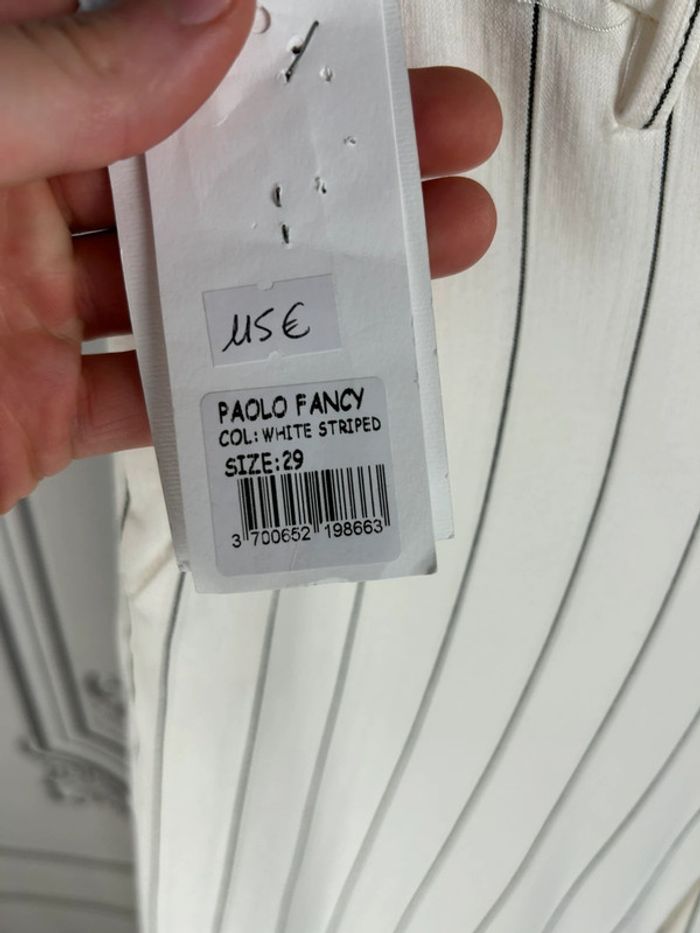 115€
PAOLO FANCY
COL: WHITE STRIPED
SIZE:29
3 700652 198663